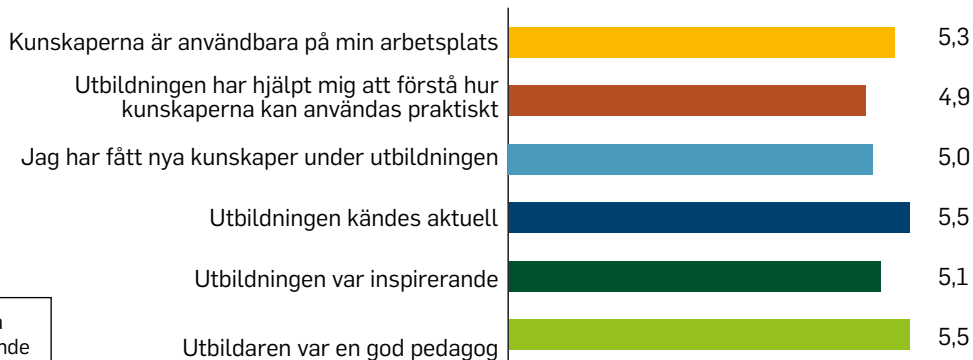 Kunskaperna är användbara på min arbetsplats 5,3
Utbildningen har hjälpt mig att förstå hur
kunskaperna kan användas praktiskt 4,9
Jag har fått nya kunskaper under utbildningen 5,0
Utbildningen kändes aktuell 5,5
Utbildningen var inspirerande 5,1
Utbildaren var en god pedagog 5,5